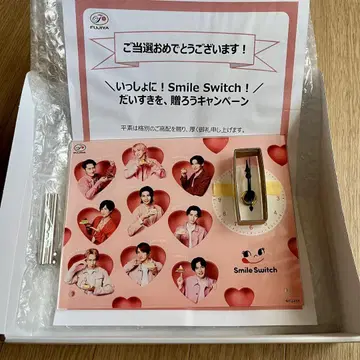 FUJIYA
ご当選おめでとうございます!
＼いっしょに!Smile Switch!／
だいすきを、贈ろうキャンペーン
平素は格別のご高配を賜り、厚く御礼申し上げます。
Smile Switch